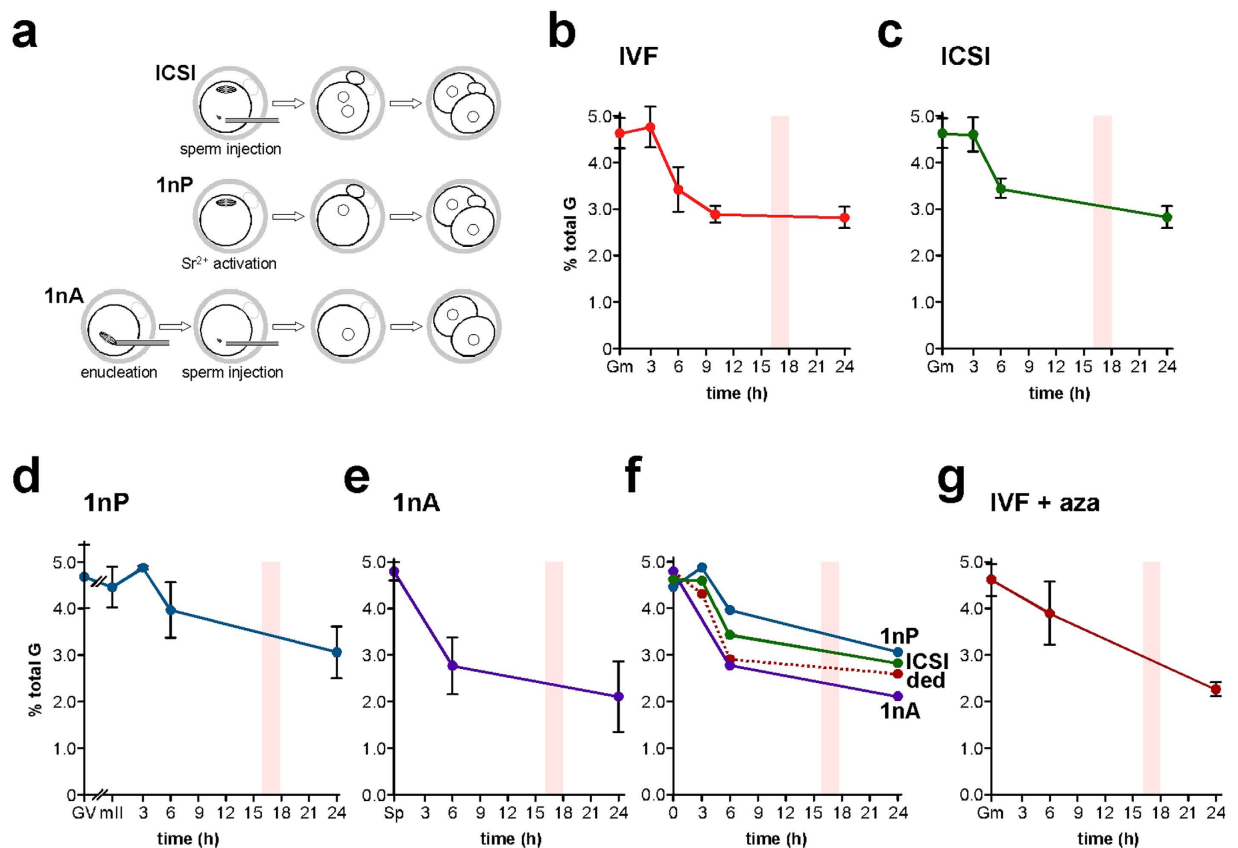 a
ICSI
sperm injection
1nP
Sr²⁺ activation
1nA
enucleation
sperm injection
b
IVF
% total G
5.0
4.0
3.0
2.0
1.0
0
Gm 3 6 9 12 15 18 21 24
time (h)
c
ICSI
5.0
4.0
3.0
2.0
1.0
0
Gm 3 6 9 12 15 18 21 24
time (h)
d
1nP
% total G
5.0
4.0
3.0
2.0
1.0
0
GV mII 3 6 9 12 15 18 21 24
time (h)
e
1nA
5.0
4.0
3.0
2.0
1.0
0
Sp 3 6 9 12 15 18 21 24
time (h)
f
5.0
4.0
3.0
2.0
1.0
0
1nP
ICSI
ded
1nA
0 3 6 9 12 15 18 21 24
time (h)
g
IVF + aza
5.0
4.0
3.0
2.0
1.0
0
Gm 3 6 9 12 15 18 21 24
time (h)